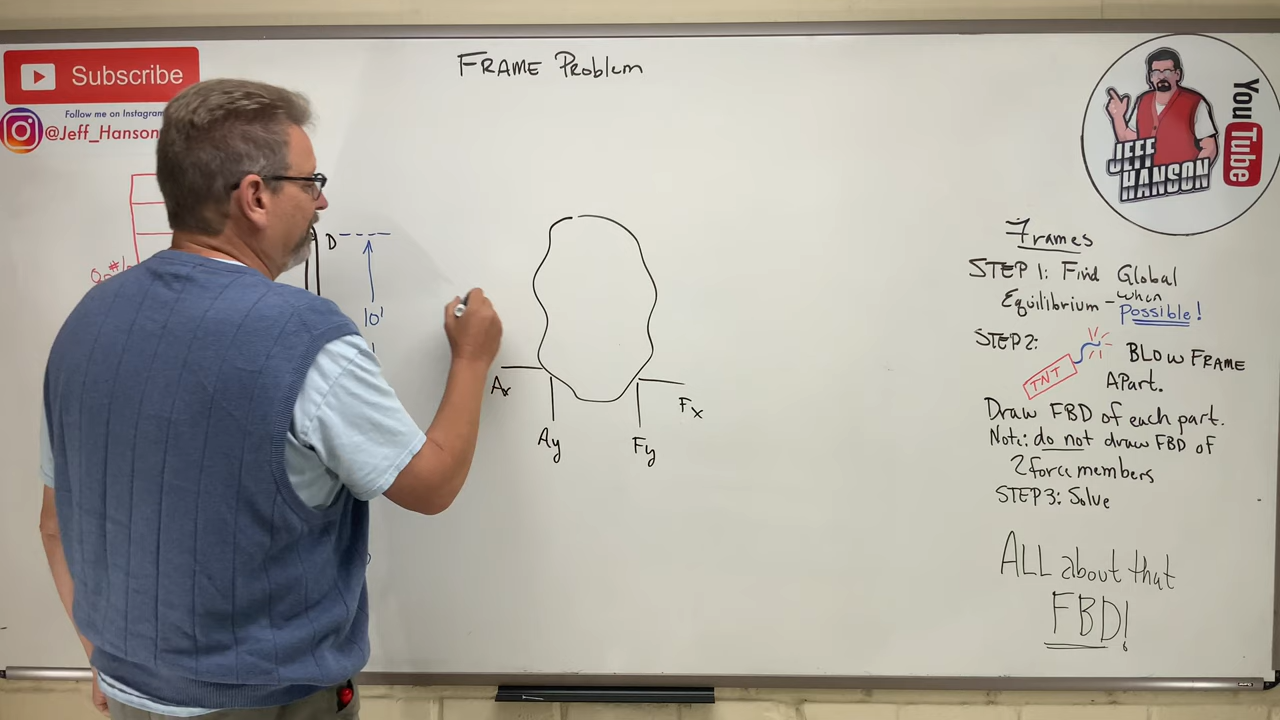 FRAME Problem
Subscribe
Follow me on Instagram
@Jeff_Hanson
YouTube
JEFF
HANSON
D
10'
Ax
Ay
Fy
Fx
Frames
STEP 1: Find Global
Equilibrium - when
possible!
STEP 2:
TNT
BLOW FRAME
APart.
Draw FBD of each part.
Note: do not draw FBD of
2 force members
STEP 3: Solve
ALL about that
FBD!